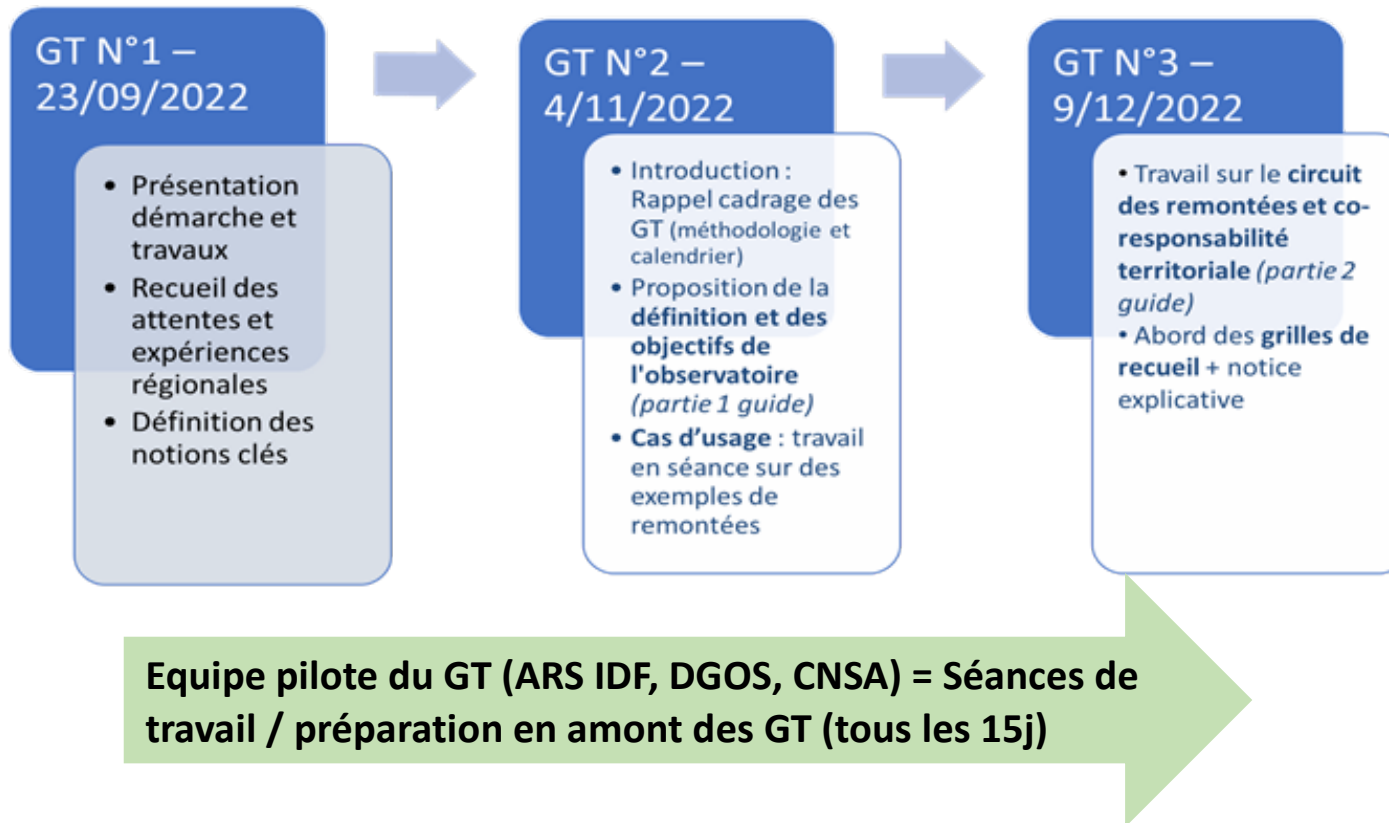 GT N°1 –
23/09/2022
• Présentation
démarche et
travaux
• Recueil des
attentes et
expériences
régionales
• Définition des
notions clés
GT N°2 –
4/11/2022
• Introduction :
Rappel cadrage des
GT (méthodologie et
calendrier)
• Proposition de la
définition et des
objectifs de
l'observatoire
(partie 1 guide)
• Cas d’usage : travail
en séance sur des
exemples de
remontées
GT N°3 –
9/12/2022
• Travail sur le circuit
des remontées et co-
responsabilité
territoriale (partie 2
guide)
• Abord des grilles de
recueil + notice
explicative
Equipe pilote du GT (ARS IDF, DGOS, CNSA) = Séances de
travail / préparation en amont des GT (tous les 15j)